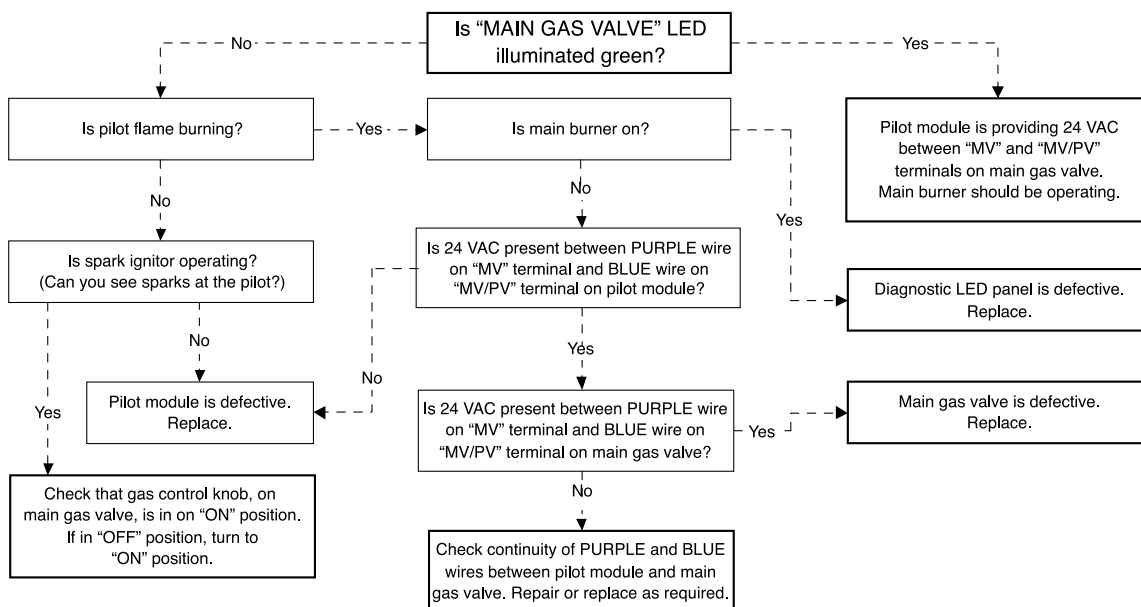 Is “MAIN GAS VALVE” LED
illuminated green?
No
Yes
Is pilot flame burning?
Yes
Is main burner on?
Pilot module is providing 24 VAC
between “MV” and “MV/PV”
terminals on main gas valve.
Main burner should be operating.
No
No
Yes
Is spark ignitor operating?
(Can you see sparks at the pilot?)
Is 24 VAC present between PURPLE wire
on “MV” terminal and BLUE wire on
“MV/PV” terminal on pilot module?
Diagnostic LED panel is defective.
Replace.
No
Yes
No
Yes
Pilot module is defective.
Replace.
Is 24 VAC present between PURPLE wire
on “MV” terminal and BLUE wire on
“MV/PV” terminal on main gas valve?
Yes
Main gas valve is defective.
Replace.
No
Check that gas control knob, on
main gas valve, is in on “ON” position.
If in “OFF” position, turn to
“ON” position.
Check continuity of PURPLE and BLUE
wires between pilot module and main
gas valve. Repair or replace as required.